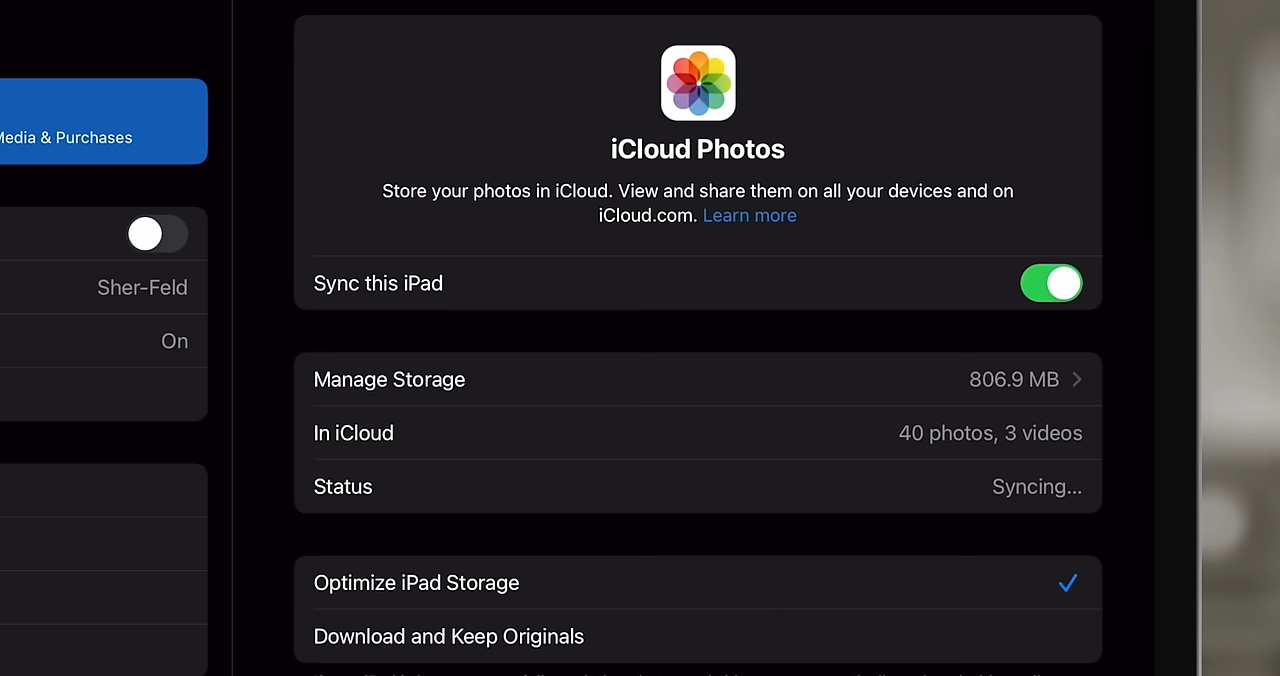 Media & Purchases
Sher-Feld
On
iCloud Photos
Store your photos in iCloud. View and share them on all your devices and on
iCloud.com. Learn more
Sync this iPad
Manage Storage 806.9 MB
In iCloud 40 photos, 3 videos
Status Syncing...
Optimize iPad Storage
Download and Keep Originals